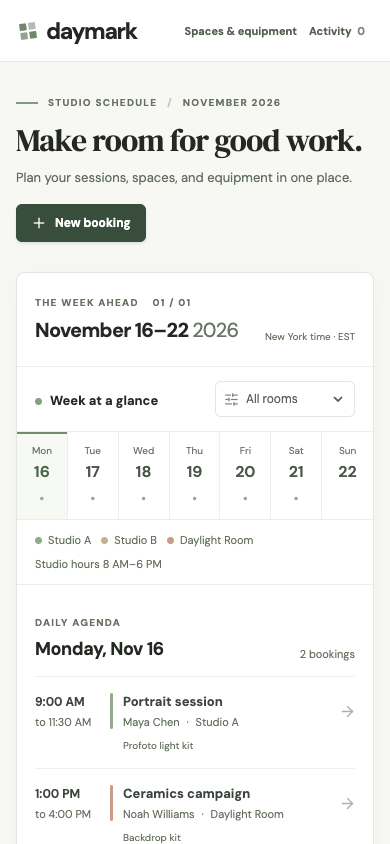 daymark
Spaces & equipment Activity 0
STUDIO SCHEDULE / NOVEMBER 2026
Make room for good work.
Plan your sessions, spaces, and equipment in one place.
+ New booking
THE WEEK AHEAD 01 / 01
November 16–22 2026
New York time · EST
Week at a glance
All rooms
Mon Tue Wed Thu Fri Sat Sun
16 17 18 19 20 21 22
Studio A Studio B Daylight Room
Studio hours 8 AM–6 PM
DAILY AGENDA
Monday, Nov 16
2 bookings
9:00 AM Portrait session
to 11:30 AM Maya Chen · Studio A
Profoto light kit
1:00 PM Ceramics campaign
to 4:00 PM Noah Williams · Daylight Room
Backdrop kit